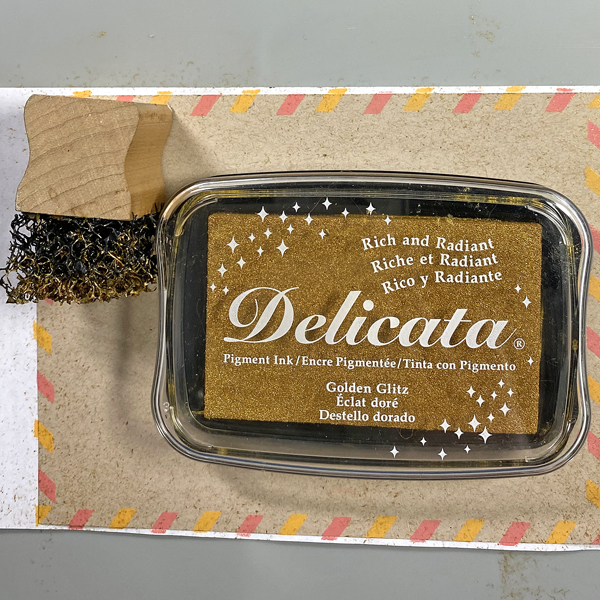 Rich and Radiant
Riche et Radiant
Rico y Radiante
Delicata®
Pigment Ink/Encre Pigmentée/Tinta con Pigmento
Golden Glitz
Éclat doré
Destello dorado